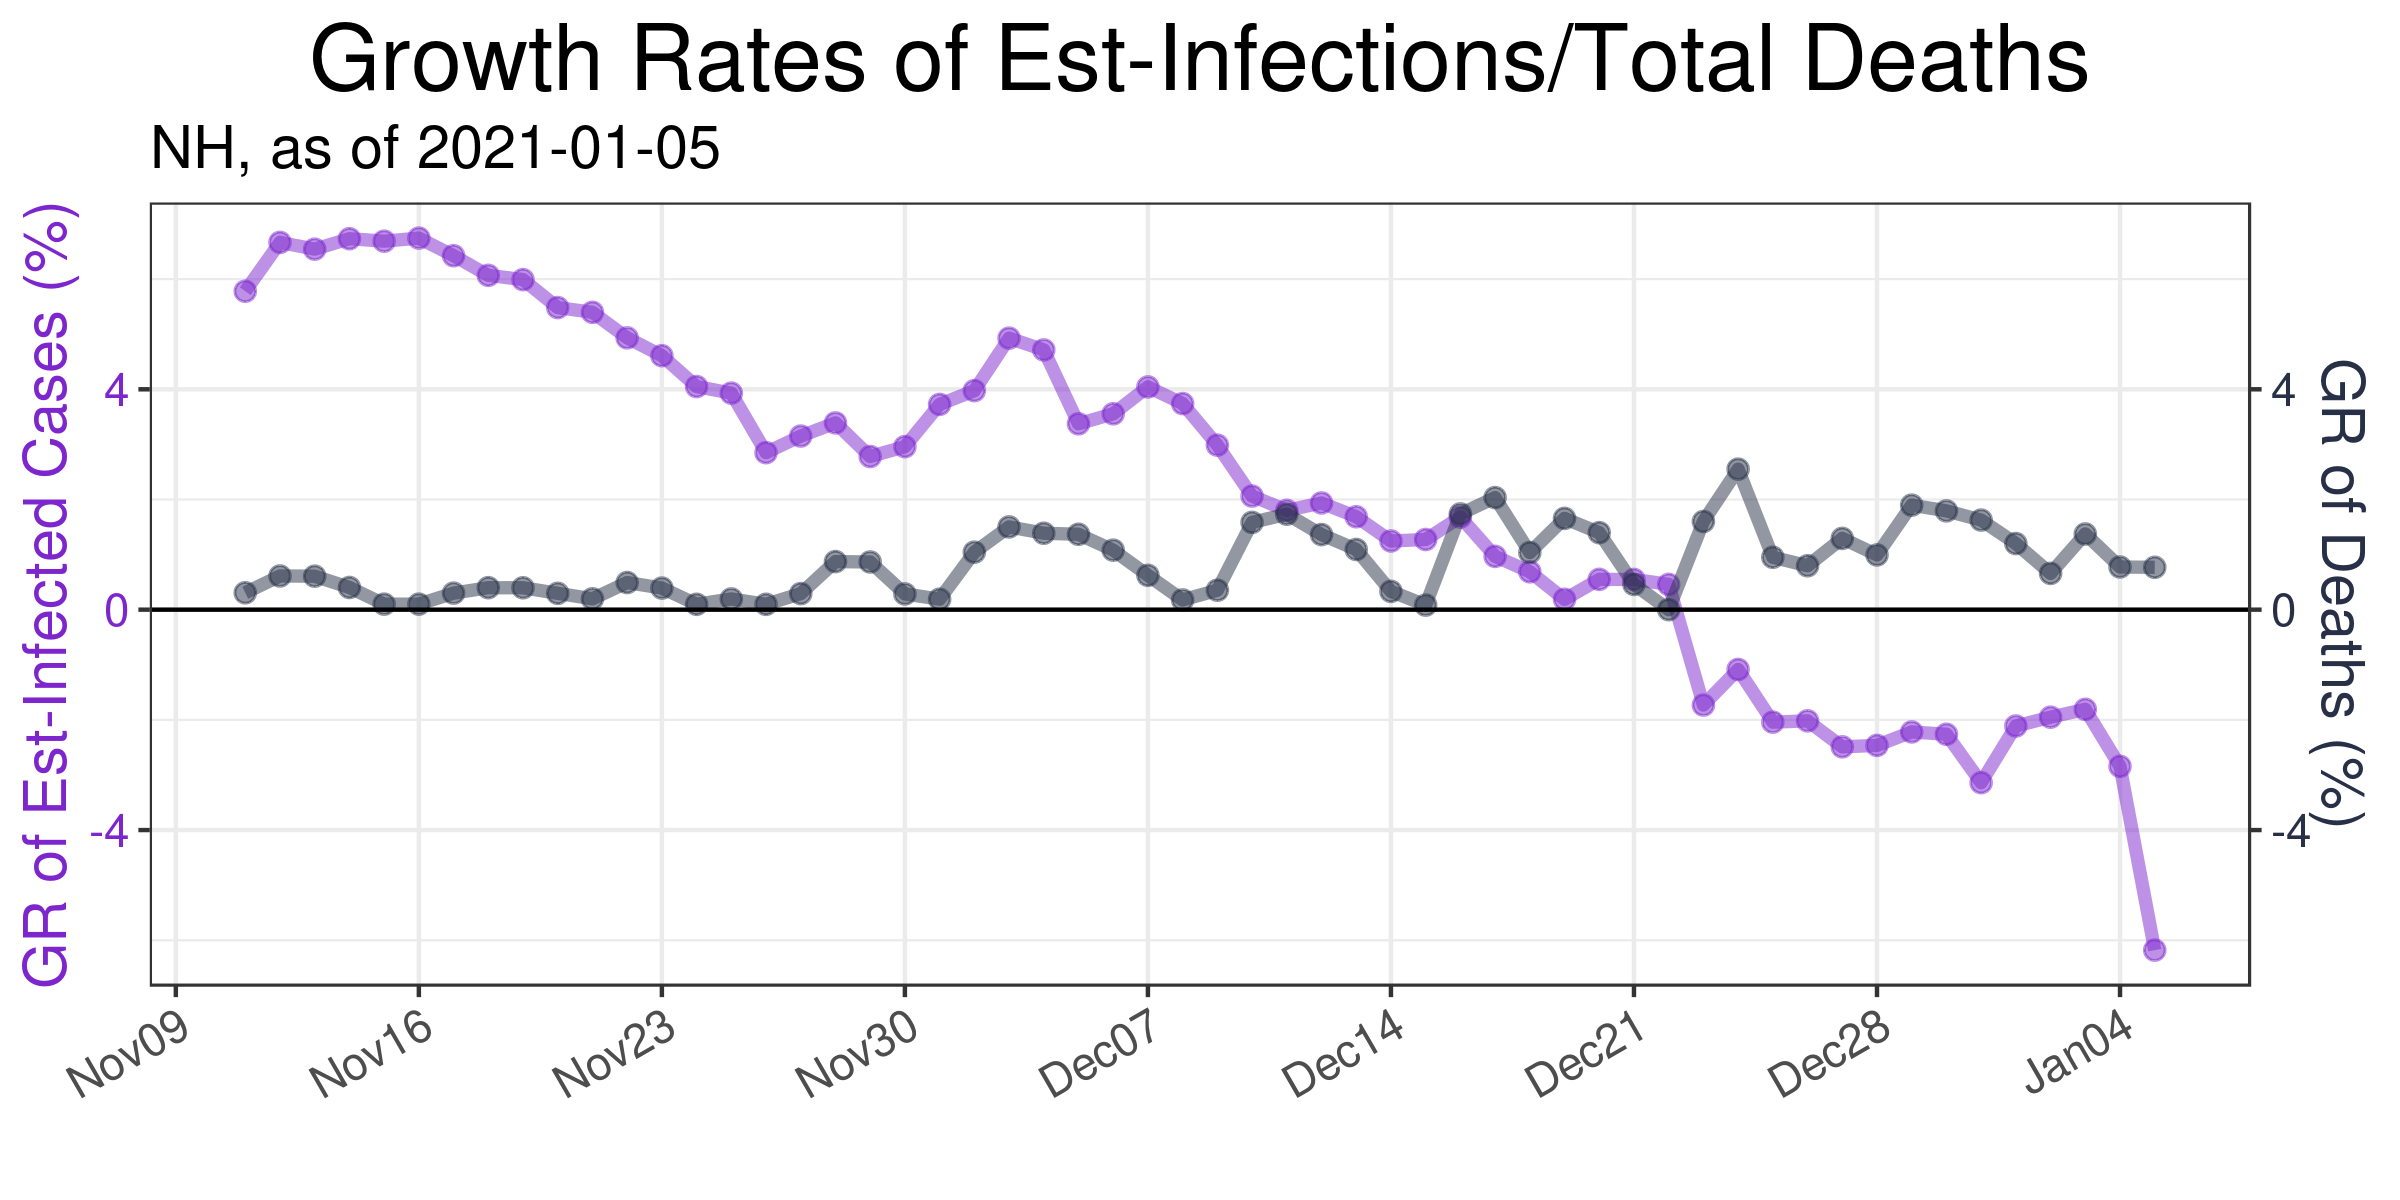 Growth Rates of Est-Infections/Total Deaths
NH, as of 2021-01-05
GR of Est-Infected Cases (%)
4
0
-4
4
0
-4
GR of Deaths (%)
Nov09
Nov16
Nov23
Nov30
Dec07
Dec14
Dec21
Dec28
Jan04